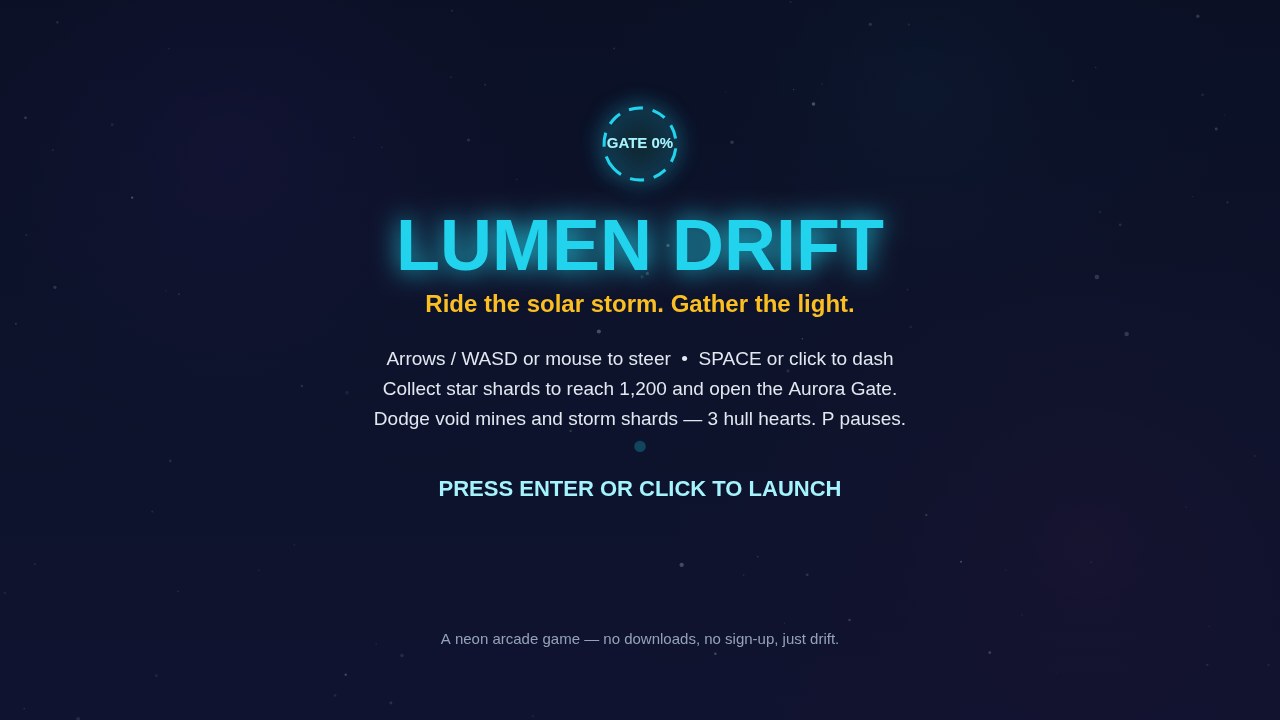 GATE 0%
LUMEN DRIFT
Ride the solar storm. Gather the light.
Arrows / WASD or mouse to steer • SPACE or click to dash
Collect star shards to reach 1,200 and open the Aurora Gate.
Dodge void mines and storm shards — 3 hull hearts. P pauses.
PRESS ENTER OR CLICK TO LAUNCH
A neon arcade game — no downloads, no sign-up, just drift.